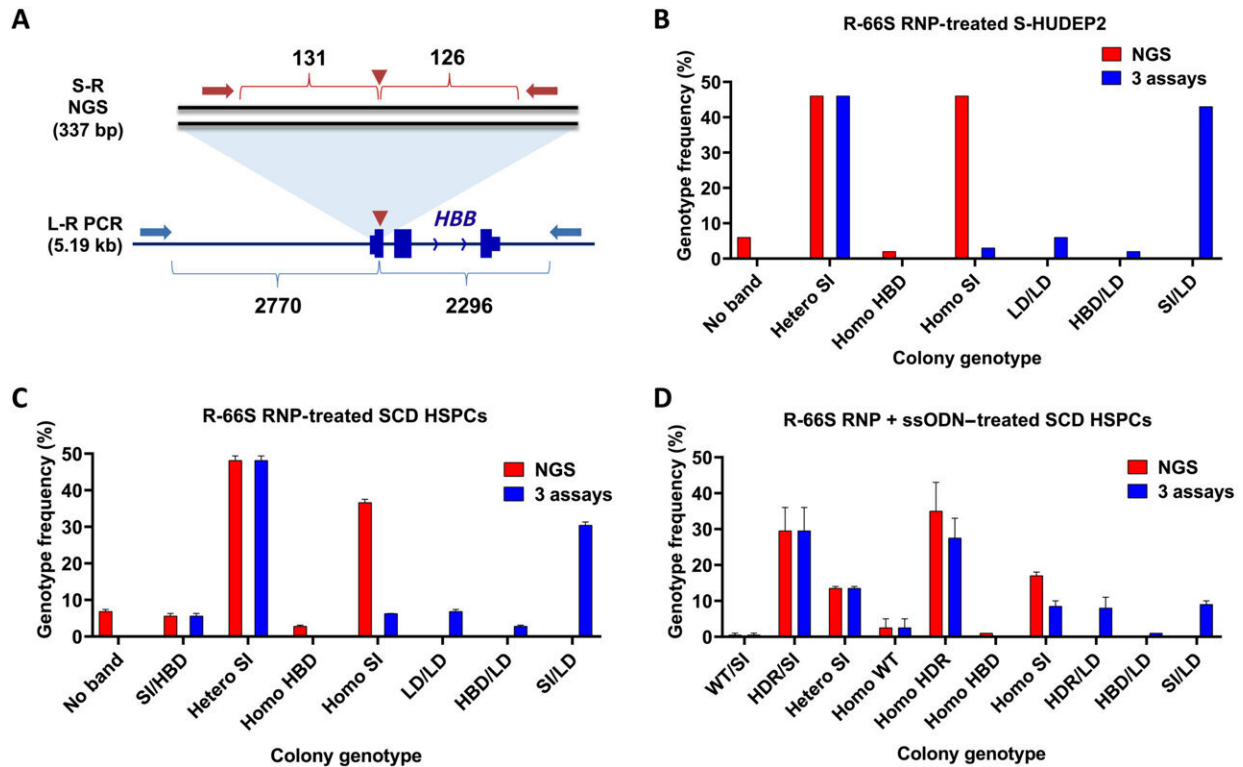 A
131
126
S-R
NGS
(337 bp)
L-R PCR
(5.19 kb)
HBB
2770
2296
B
R-66S RNP-treated S-HUDEP2
NGS
3 assays
Genotype frequency (%)
50
40
30
20
10
0
No band
Hetero SI
Homo HBD
Homo SI
LD/LD
HBD/LD
SI/LD
Colony genotype
C
R-66S RNP-treated SCD HSPCs
NGS
3 assays
Genotype frequency (%)
50
40
30
20
10
0
No band
SI/HBD
Hetero SI
Homo HBD
Homo SI
LD/LD
HBD/LD
SI/LD
Colony genotype
D
R-66S RNP + ssODN–treated SCD HSPCs
NGS
3 assays
Genotype frequency (%)
50
40
30
20
10
0
WT/SI
HDR/SI
Hetero SI
Homo WT
Homo HDR
Homo HBD
Homo SI
HDR/LD
HBD/LD
SI/LD
Colony genotype